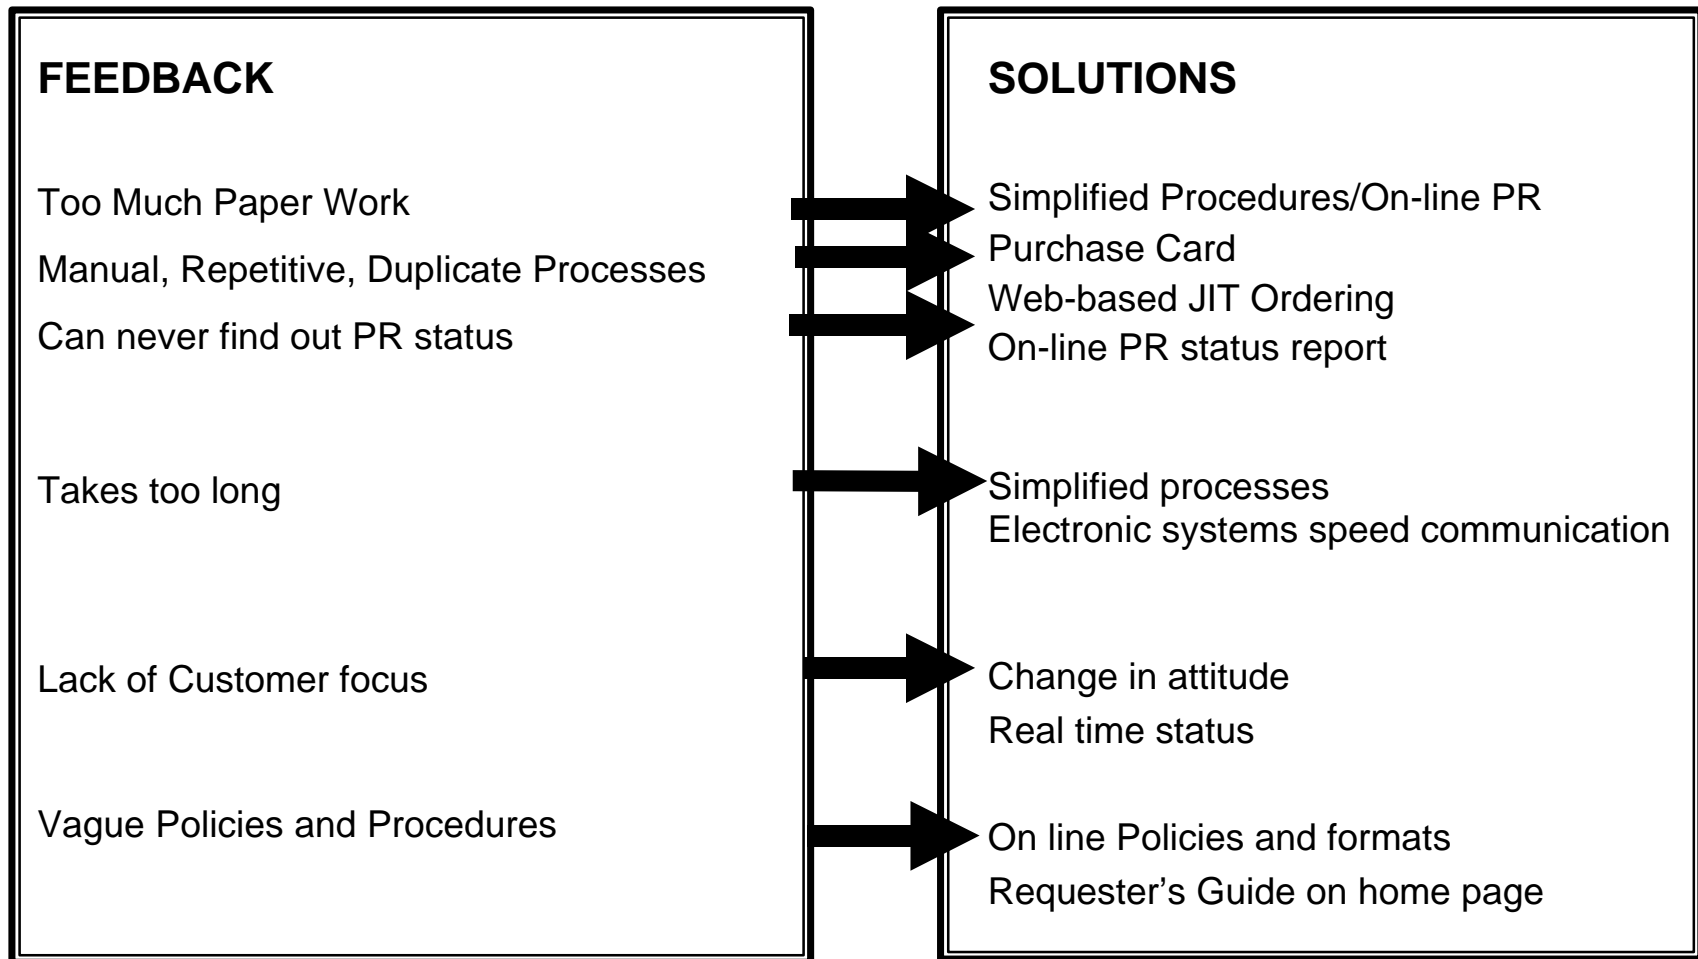 FEEDBACK
Too Much Paper Work
Manual, Repetitive, Duplicate Processes
Can never find out PR status
Takes too long
Lack of Customer focus
Vague Policies and Procedures
SOLUTIONS
Simplified Procedures/On-line PR
Purchase Card
Web-based JIT Ordering
On-line PR status report
Simplified processes
Electronic systems speed communication
Change in attitude
Real time status
On line Policies and formats
Requester’s Guide on home page